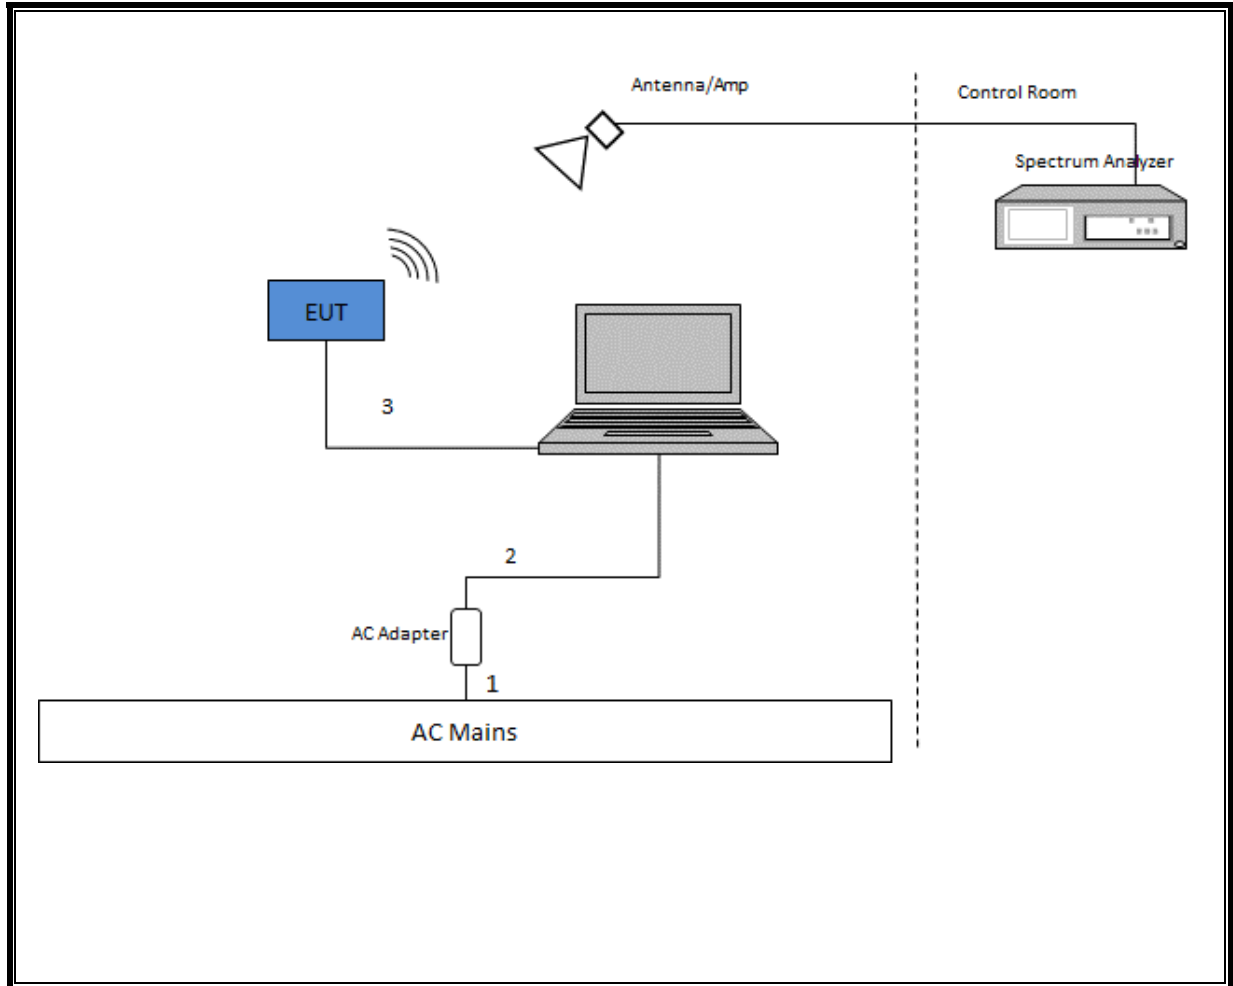 Antenna/Amp
Control Room
Spectrum Analyzer
EUT
3
2
AC Adapter
1
AC Mains